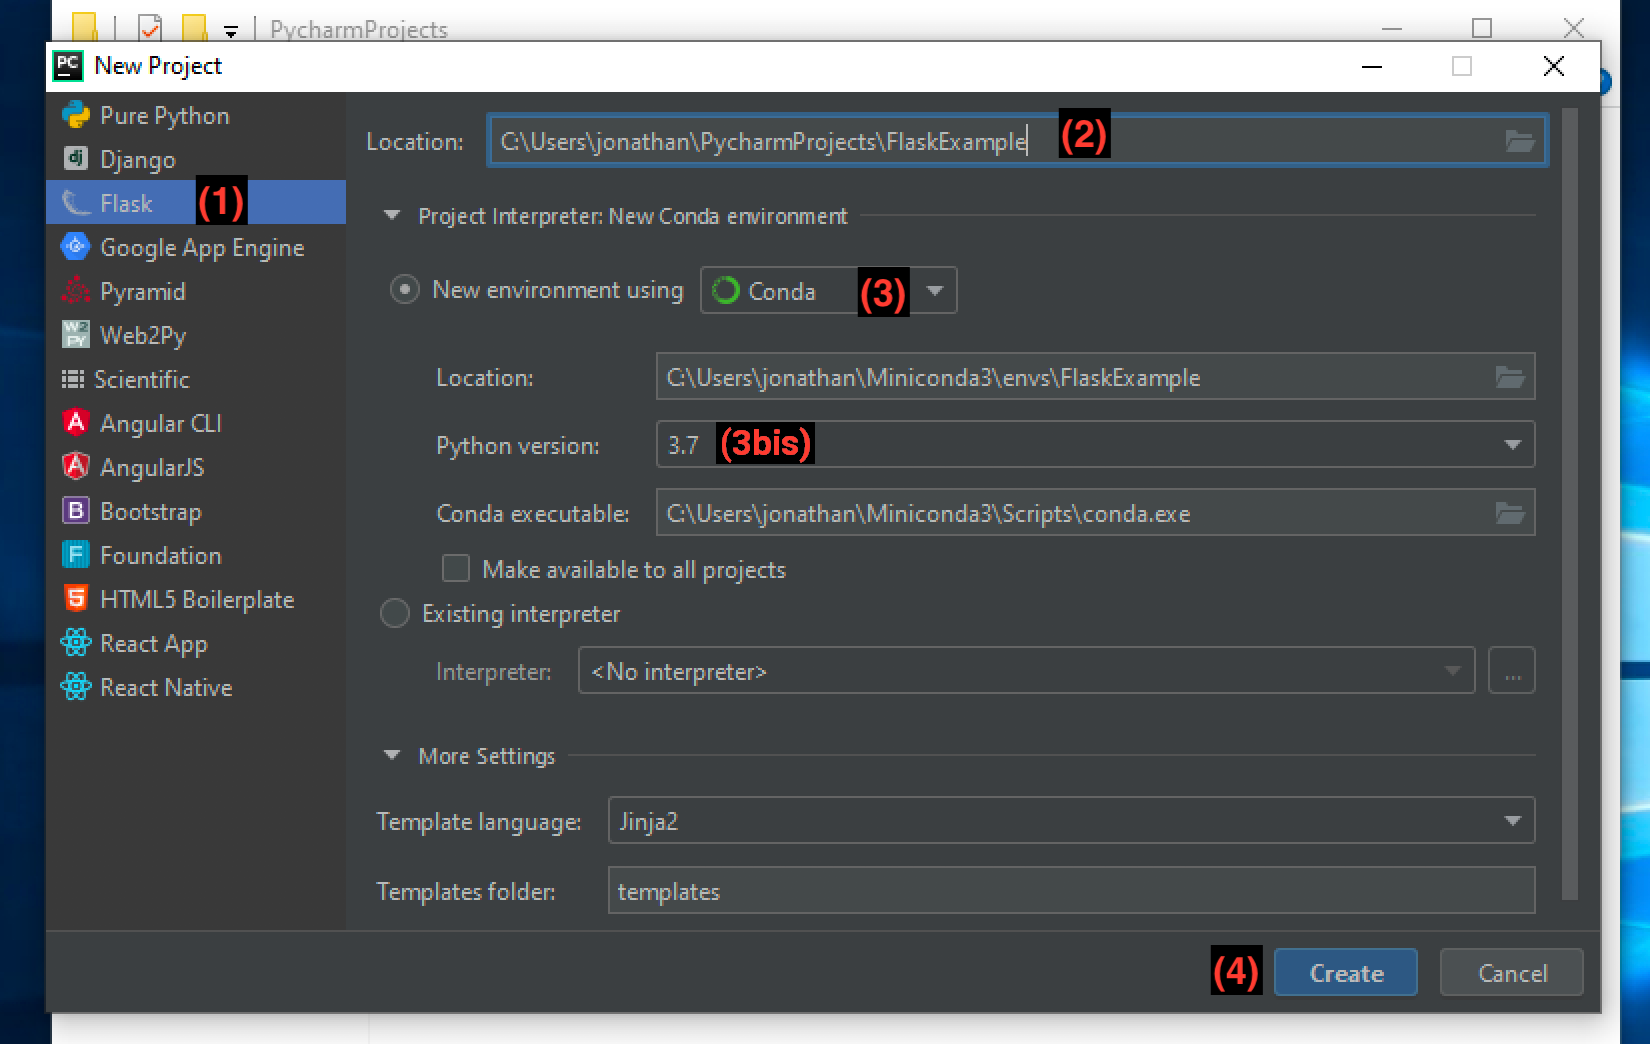 PycharmProjects
PC New Project
Pure Python
dj Django
Flask (1)
Google App Engine
Pyramid
W2PY Web2Py
Scientific
A Angular CLI
A AngularJS
B Bootstrap
F Foundation
5 HTML5 Boilerplate
React App
React Native
Location: C:\Users\jonathan\PycharmProjects\FlaskExample (2)
Project Interpreter: New Conda environment
New environment using Conda (3)
Location: C:\Users\jonathan\Miniconda3\envs\FlaskExample
Python version: 3.7 (3bis)
Conda executable: C:\Users\jonathan\Miniconda3\Scripts\conda.exe
Make available to all projects
Existing interpreter
Interpreter: <No interpreter> ...
More Settings
Template language: Jinja2
Templates folder: templates
(4) Create Cancel